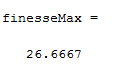 finesseMax =
26.6667